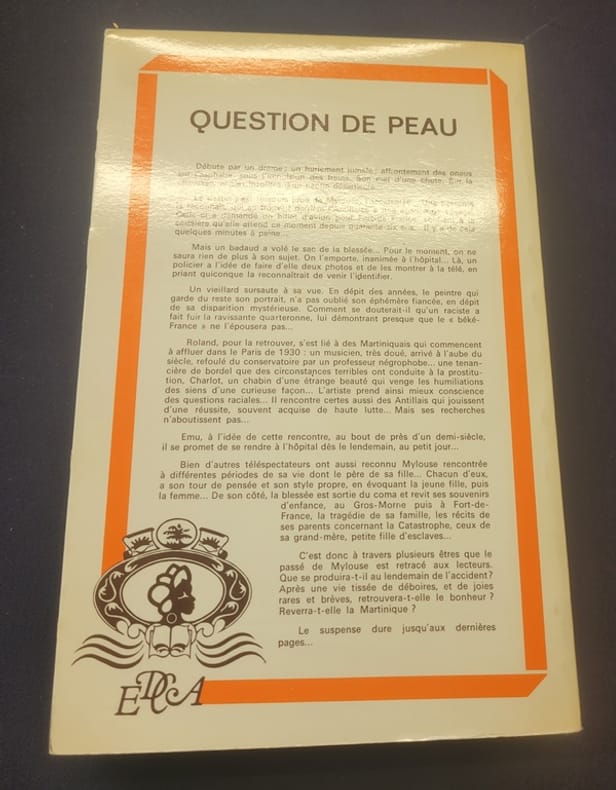 QUESTION DE PEAU
Débute par un drame : un hurlement jumelé : affrontement des pneus
quelques minutes à peine...
Mais un badaud a volé le sac de la blessée... Pour le moment, on ne
saura rien de plus à son sujet. On l'emporte, inanimée à l'hôpital... Là, un
policier a l'idée de faire d'elle deux photos et de les montrer à la télé, en
priant quiconque la reconnaîtrait de venir l'identifier.
Un vieillard sursaute à sa vue. En dépit des années, le peintre qui
garde du reste son portrait, n'a pas oublié son éphémère fiancée, en dépit
de sa disparition mystérieuse. Comment se douterait-il qu'un raciste a
fait fuir la ravissante quarteronne, lui démontrant presque que le « béké-
France » ne l'épousera pas...
Roland, pour la retrouver, s'est lié à des Martiniquais qui commencent
à affluer dans le Paris de 1930 : un musicien, très doué, arrivé à l'aube du
siècle, refoulé du conservatoire par un professeur négrophobe... une tenan-
cière de bordel que des circonstances terribles ont conduite à la prostitu-
tion, Charlot, un chabin d'une étrange beauté qui venge les humiliations
des siens d'une curieuse façon... L'artiste prend ainsi mieux conscience
des questions raciales... Il rencontre certes aussi des Antillais qui jouissent
d'une réussite, souvent acquise de haute lutte... Mais ses recherches
n'aboutissent pas...
Emu, à l'idée de cette rencontre, au bout de près d'un demi-siècle,
il se promet de se rendre à l'hôpital dès le lendemain, au petit jour...
Bien d'autres téléspectateurs ont aussi reconnu Mylouse rencontrée
à différentes périodes de sa vie dont le père de sa fille... Chacun d'eux,
a son tour de pensée et son style propre, en évoquant la jeune fille, puis
la femme... De son côté, la blessée est sortie du coma et revit ses souvenirs
d'enfance, au Gros-Morne puis à Fort-de-
France, la tragédie de sa famille, les récits de
ses parents concernant la Catastrophe, ceux de
sa grand-mère, petite fille d'esclaves...
C'est donc à travers plusieurs êtres que le
passé de Mylouse est retracé aux lecteurs.
Que se produira-t-il au lendemain de l'accident ?
Après une vie tissée de déboires, et de joies
rares et brèves, retrouvera-t-elle le bonheur ?
Reverra-t-elle la Martinique ?
Le suspense dure jusqu'aux dernières
pages...
EDCA